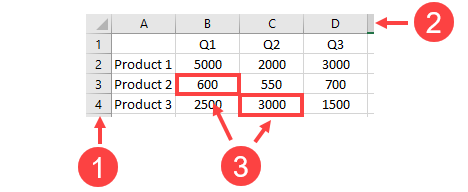 A B C D 2
1 Q1 Q2 Q3
2 Product 1 5000 2000 3000
3 Product 2 600 550 700
4 Product 3 2500 3000 1500
1 3